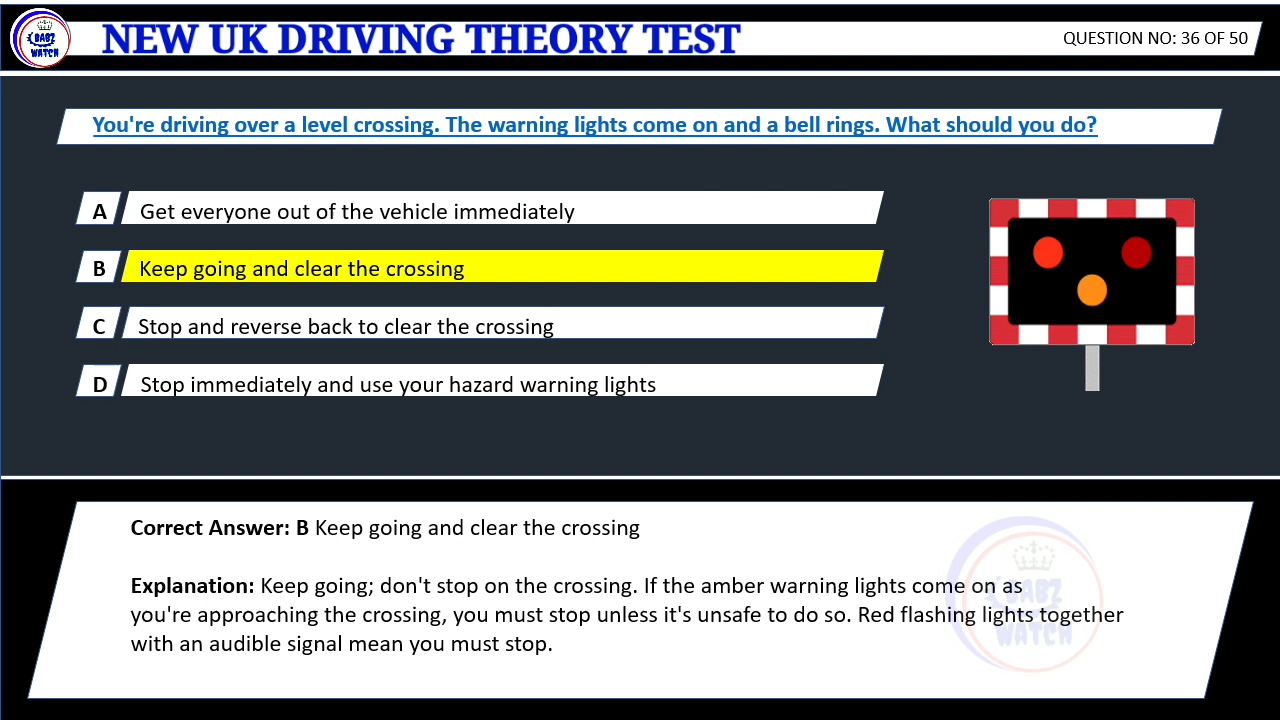 BABZ
WATCH
NEW UK DRIVING THEORY TEST
QUESTION NO: 36 OF 50
You're driving over a level crossing. The warning lights come on and a bell rings. What should you do?
A Get everyone out of the vehicle immediately
B Keep going and clear the crossing
C Stop and reverse back to clear the crossing
D Stop immediately and use your hazard warning lights
Correct Answer: B Keep going and clear the crossing
Explanation: Keep going; don't stop on the crossing. If the amber warning lights come on as
you're approaching the crossing, you must stop unless it's unsafe to do so. Red flashing lights together
with an audible signal mean you must stop.
BABZ
WATCH